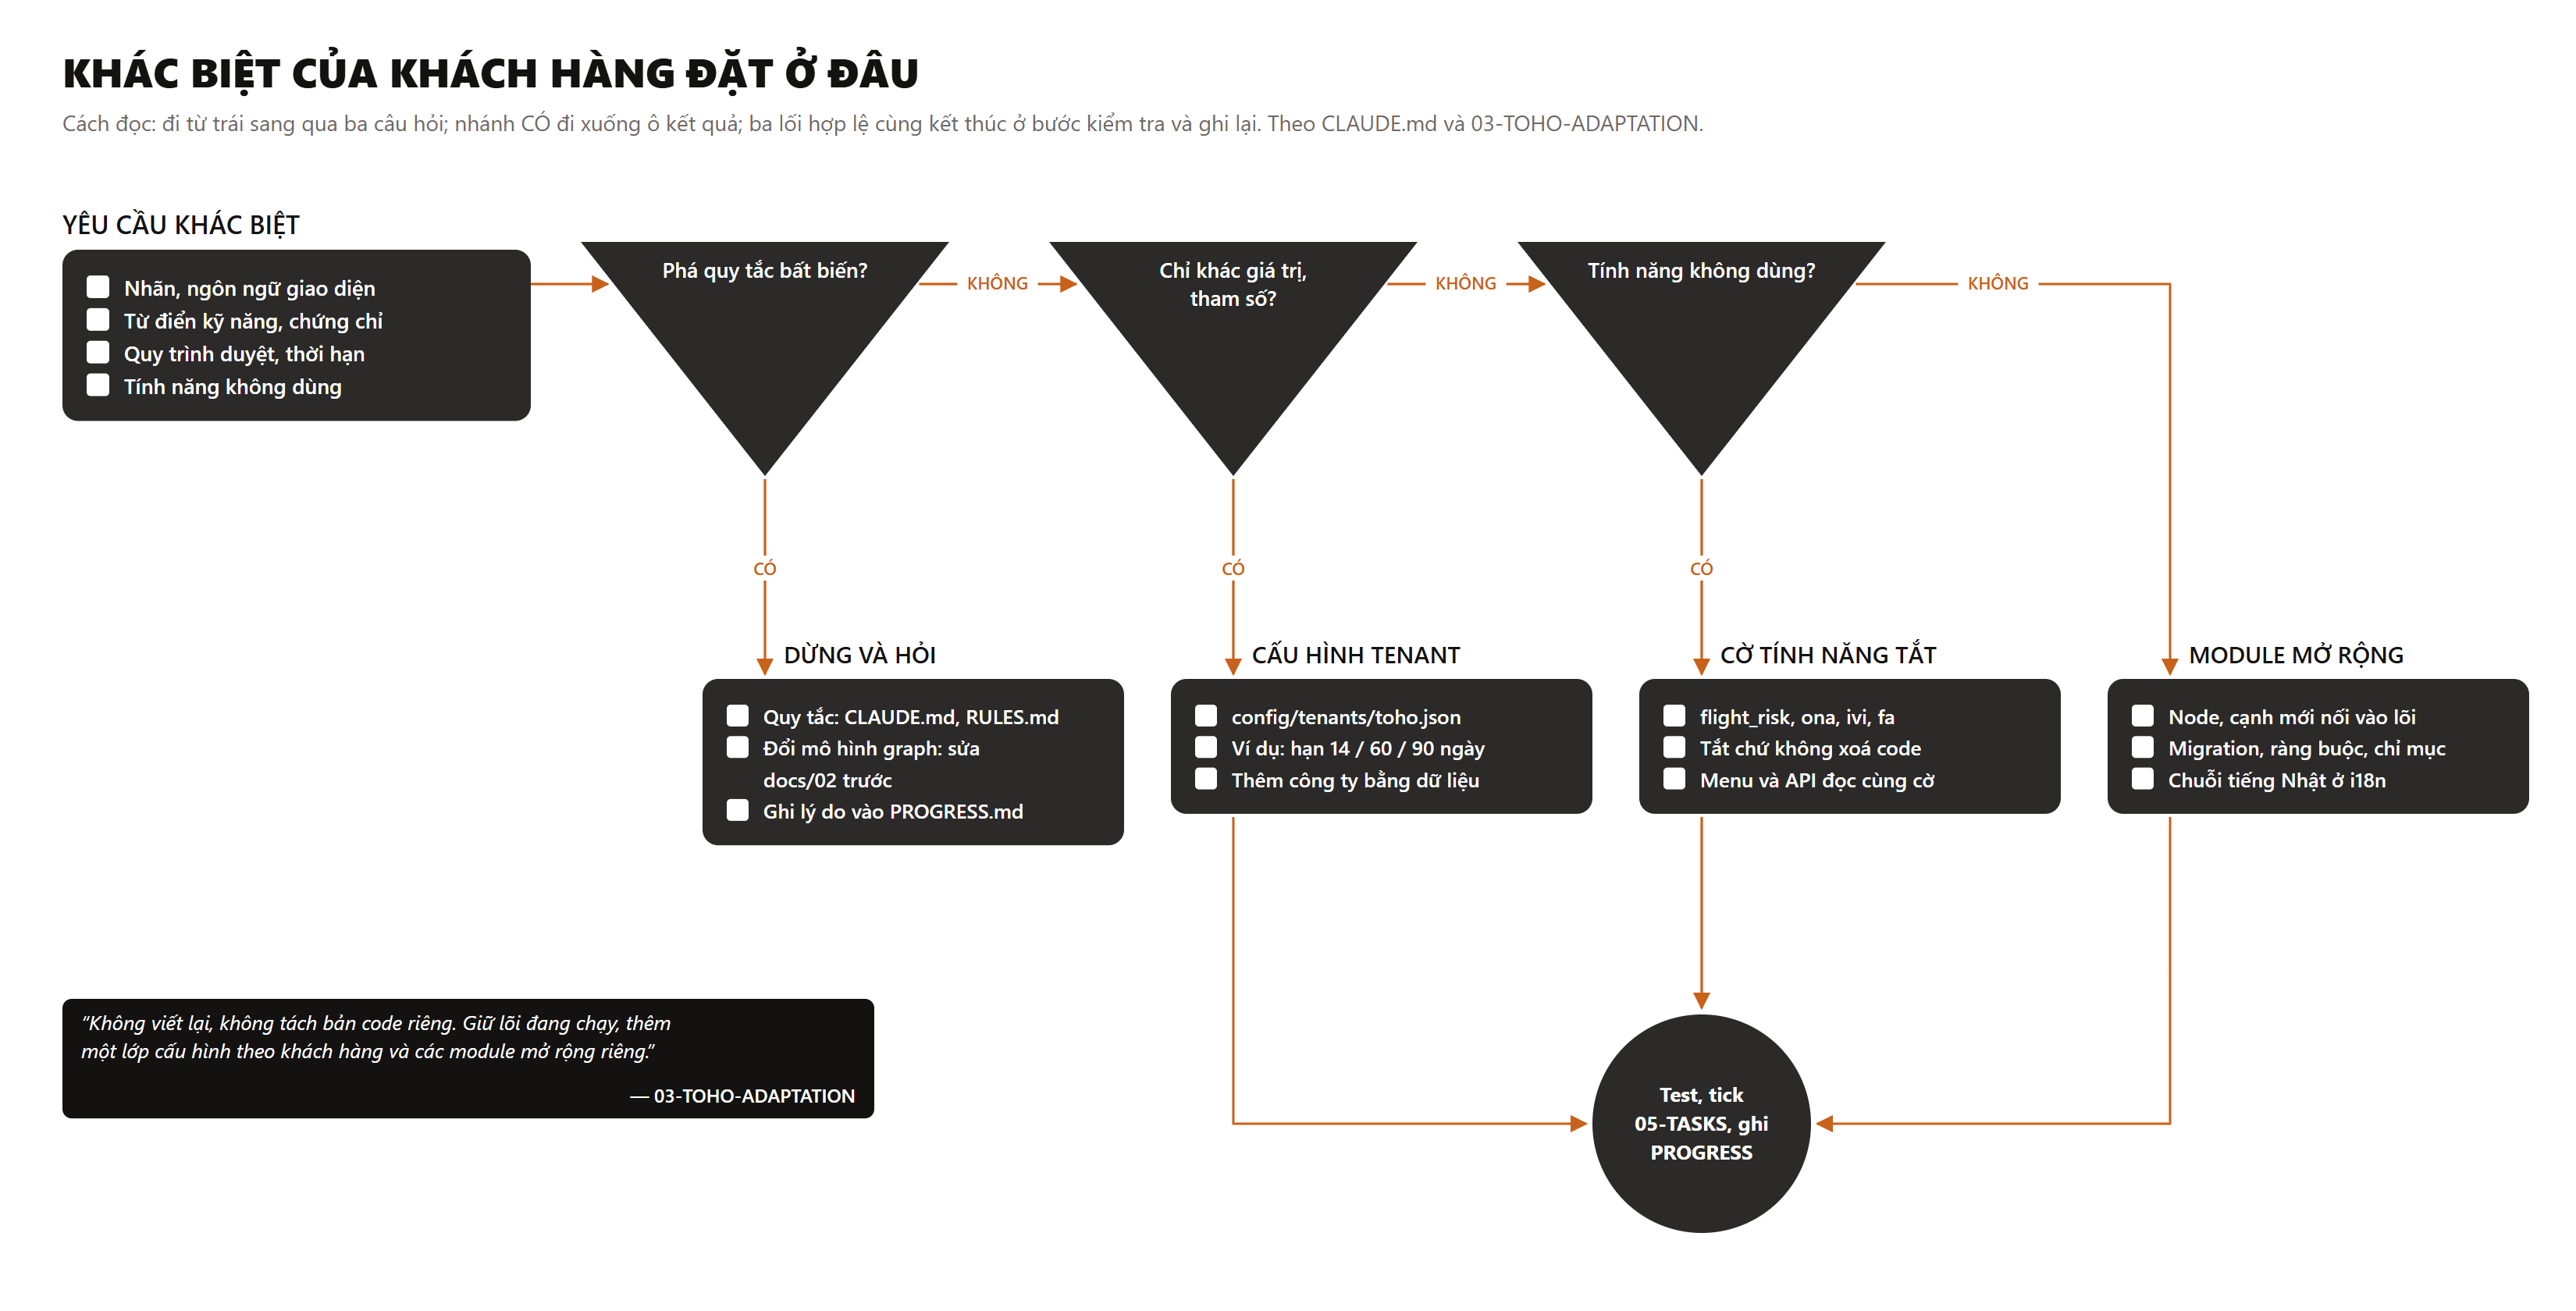 KHÁC BIỆT CỦA KHÁCH HÀNG ĐẶT Ở ĐÂU
Cách đọc: đi từ trái sang qua ba câu hỏi; nhánh CÓ đi xuống ô kết quả; ba lối hợp lệ cùng kết thúc ở bước kiểm tra và ghi lại. Theo CLAUDE.md và 03-TOHO-ADAPTATION.
YÊU CẦU KHÁC BIỆT
Nhãn, ngôn ngữ giao diện
Từ điển kỹ năng, chứng chỉ
Quy trình duyệt, thời hạn
Tính năng không dùng
Phá quy tắc bất biến?
KHÔNG
Chỉ khác giá trị,
tham số?
KHÔNG
Tính năng không dùng?
KHÔNG
CÓ
CÓ
CÓ
DỪNG VÀ HỎI
Quy tắc: CLAUDE.md, RULES.md
Đổi mô hình graph: sửa
docs/02 trước
Ghi lý do vào PROGRESS.md
CẤU HÌNH TENANT
config/tenants/toho.json
Ví dụ: hạn 14 / 60 / 90 ngày
Thêm công ty bằng dữ liệu
CỜ TÍNH NĂNG TẮT
flight_risk, ona, ivi, fa
Tắt chứ không xoá code
Menu và API đọc cùng cờ
MODULE MỞ RỘNG
Node, cạnh mới nối vào lõi
Migration, ràng buộc, chỉ mục
Chuỗi tiếng Nhật ở i18n
“Không viết lại, không tách bản code riêng. Giữ lõi đang chạy, thêm
một lớp cấu hình theo khách hàng và các module mở rộng riêng.”
— 03-TOHO-ADAPTATION
Test, tick
05-TASKS, ghi
PROGRESS